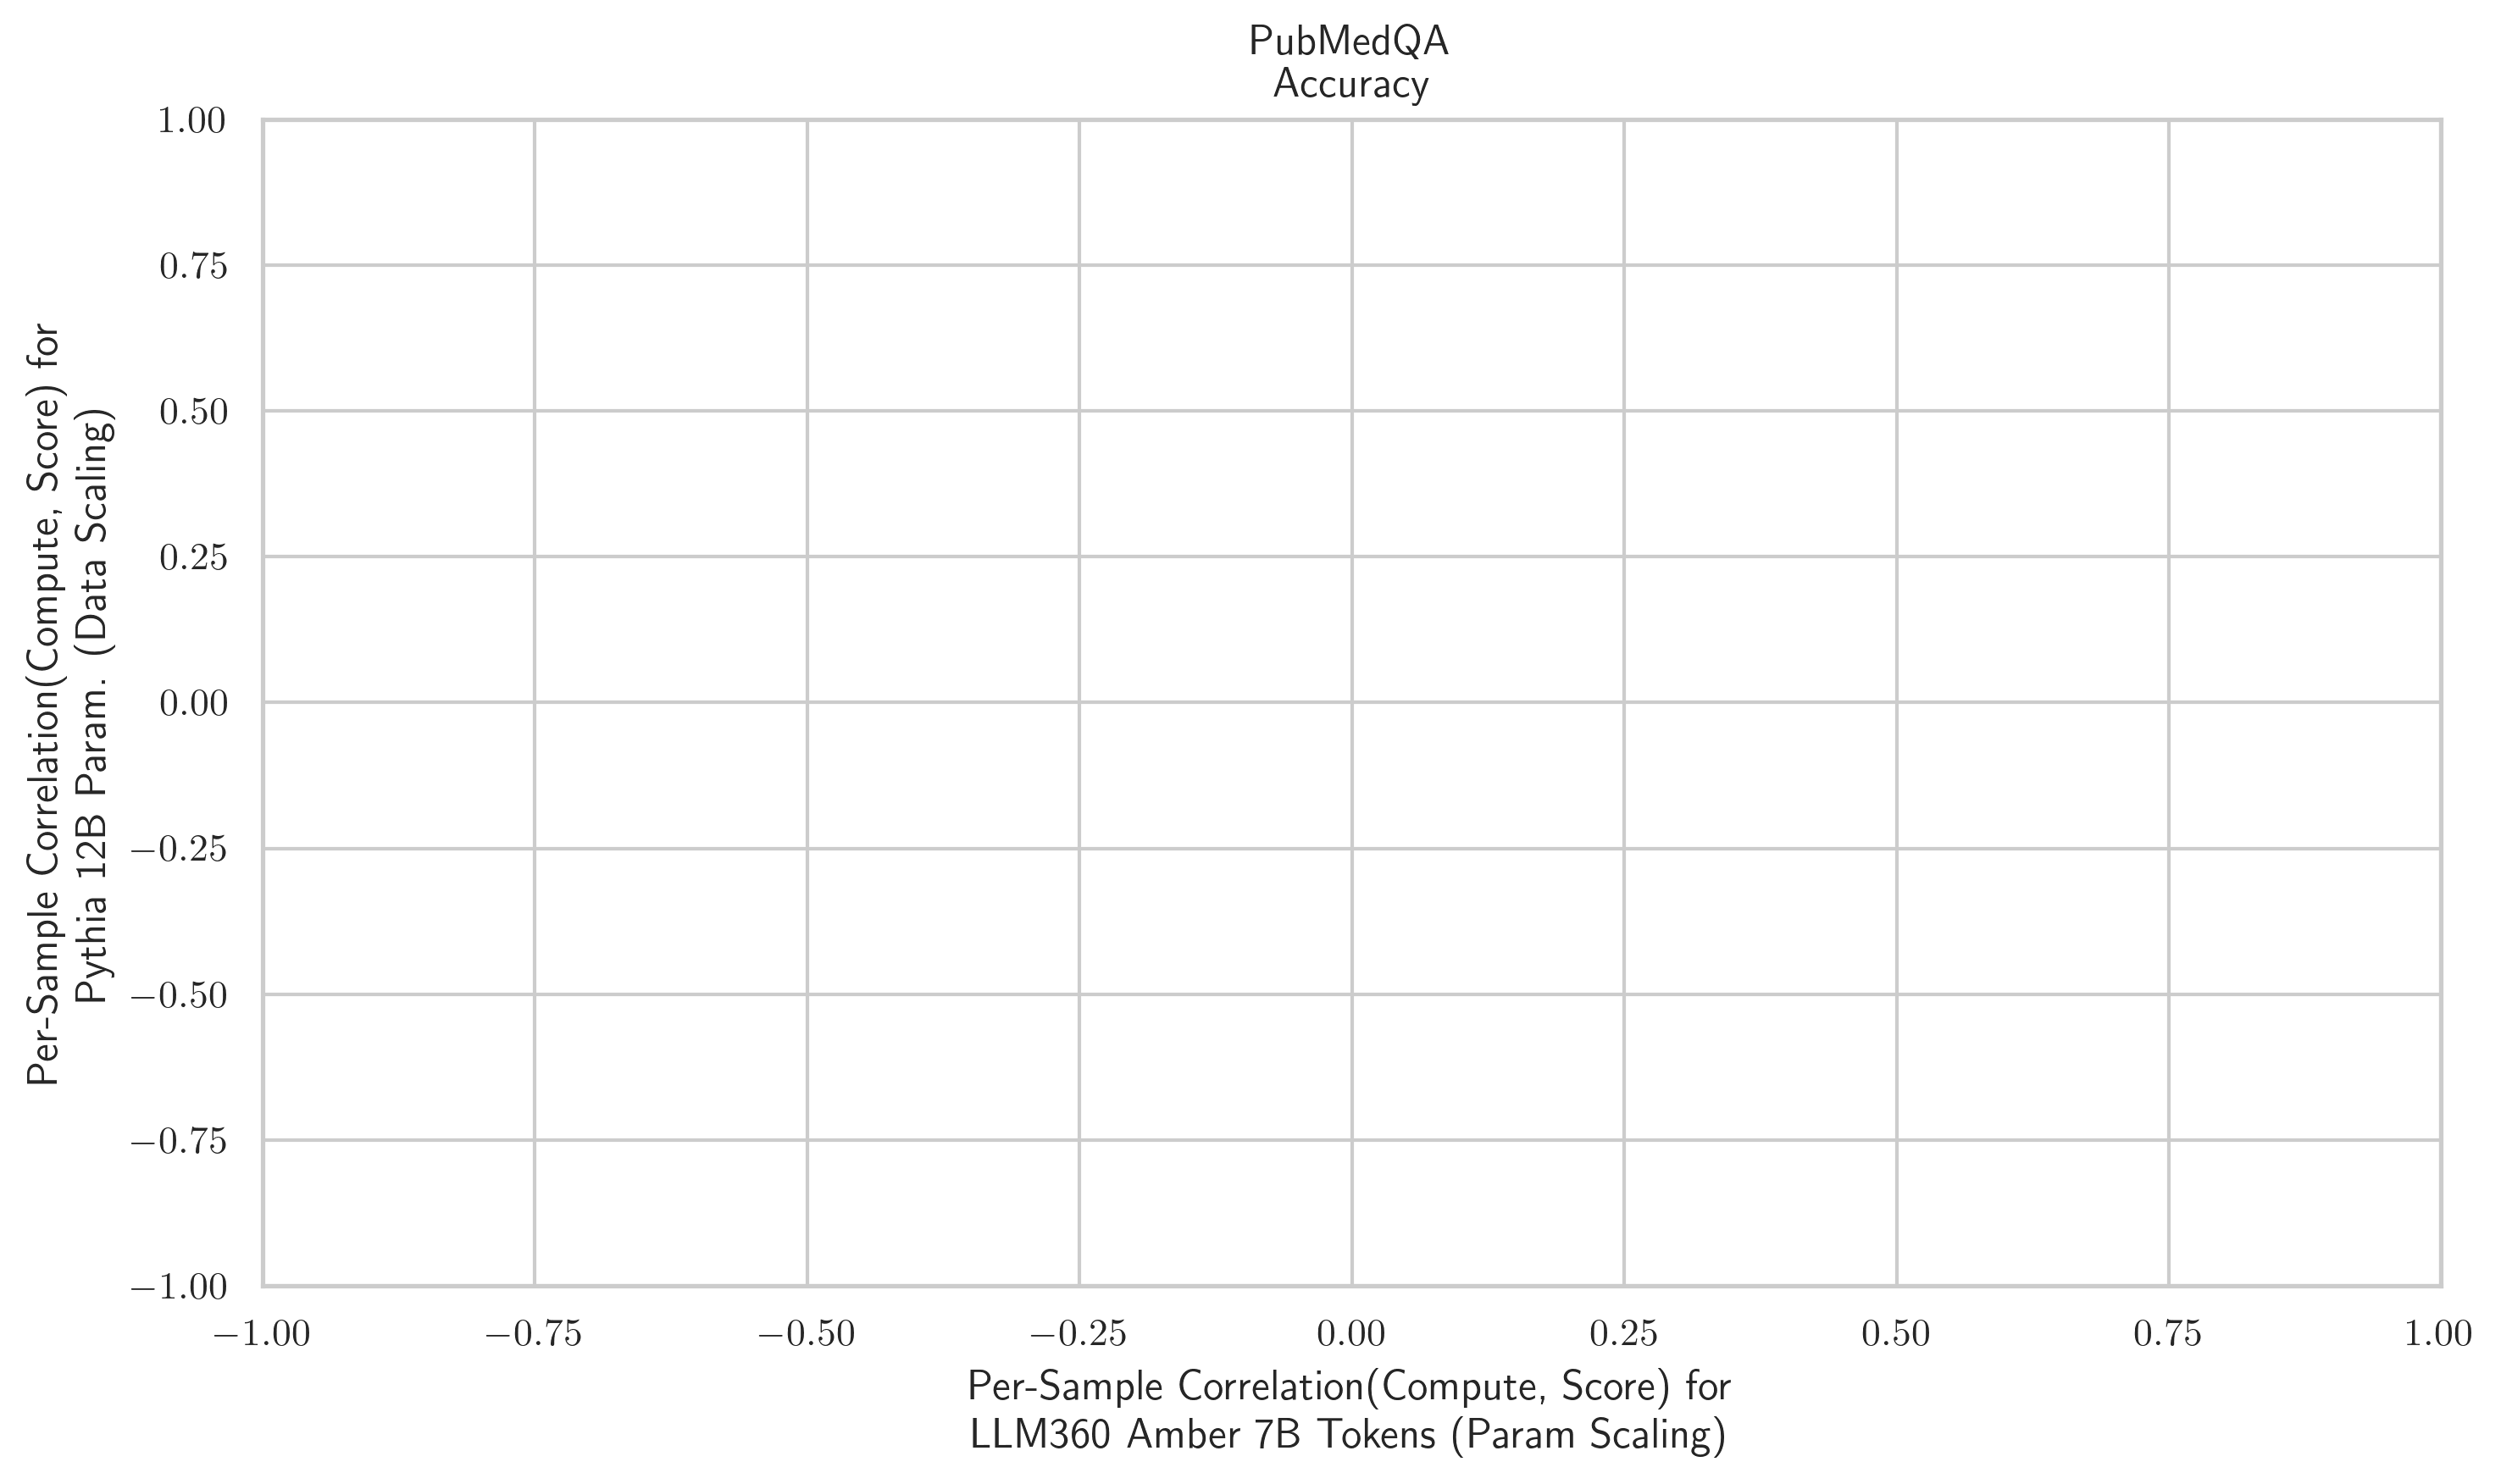 PubMedQA
Accuracy
1.00
0.75
0.50
0.25
0.00
−0.25
−0.50
−0.75
−1.00
Per-Sample Correlation(Compute, Score) for
Pythia 12B Param. (Data Scaling)
−1.00 −0.75 −0.50 −0.25 0.00 0.25 0.50 0.75 1.00
Per-Sample Correlation(Compute, Score) for
LLM360 Amber 7B Tokens (Param Scaling)